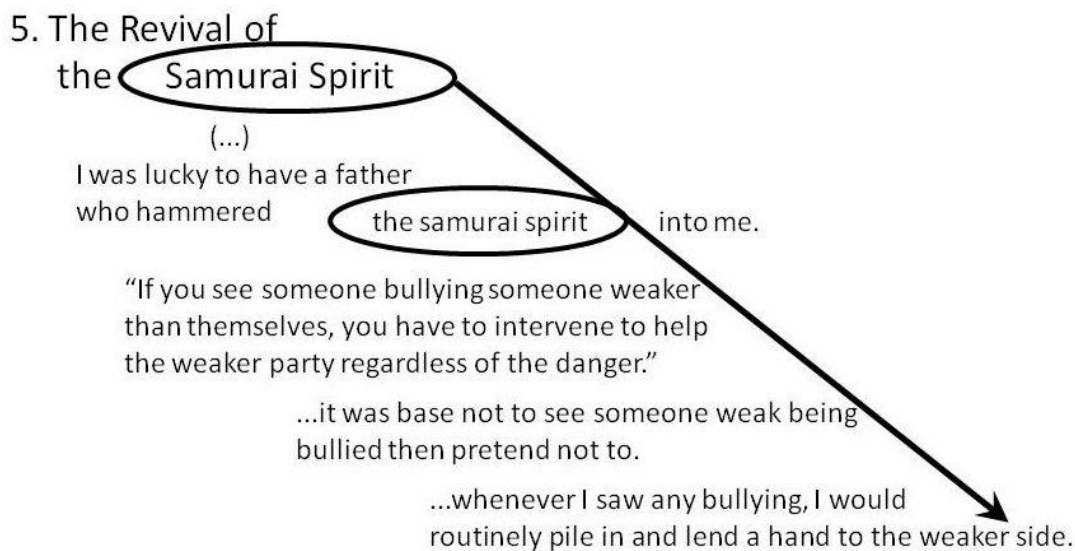 5. The Revival of
the Samurai Spirit
(...)
I was lucky to have a father
who hammered the samurai spirit into me.
“If you see someone bullying someone weaker
than themselves, you have to intervene to help
the weaker party regardless of the danger.”
...it was base not to see someone weak being
bullied then pretend not to.
...whenever I saw any bullying, I would
routinely pile in and lend a hand to the weaker side.